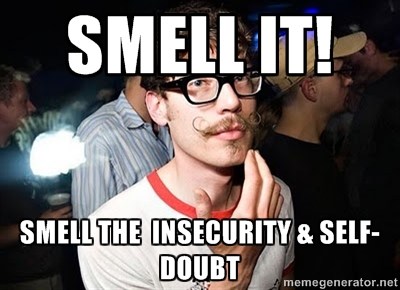 SMELL IT!
SMELL THE INSECURITY & SELF-
DOUBT
memegenerator.net